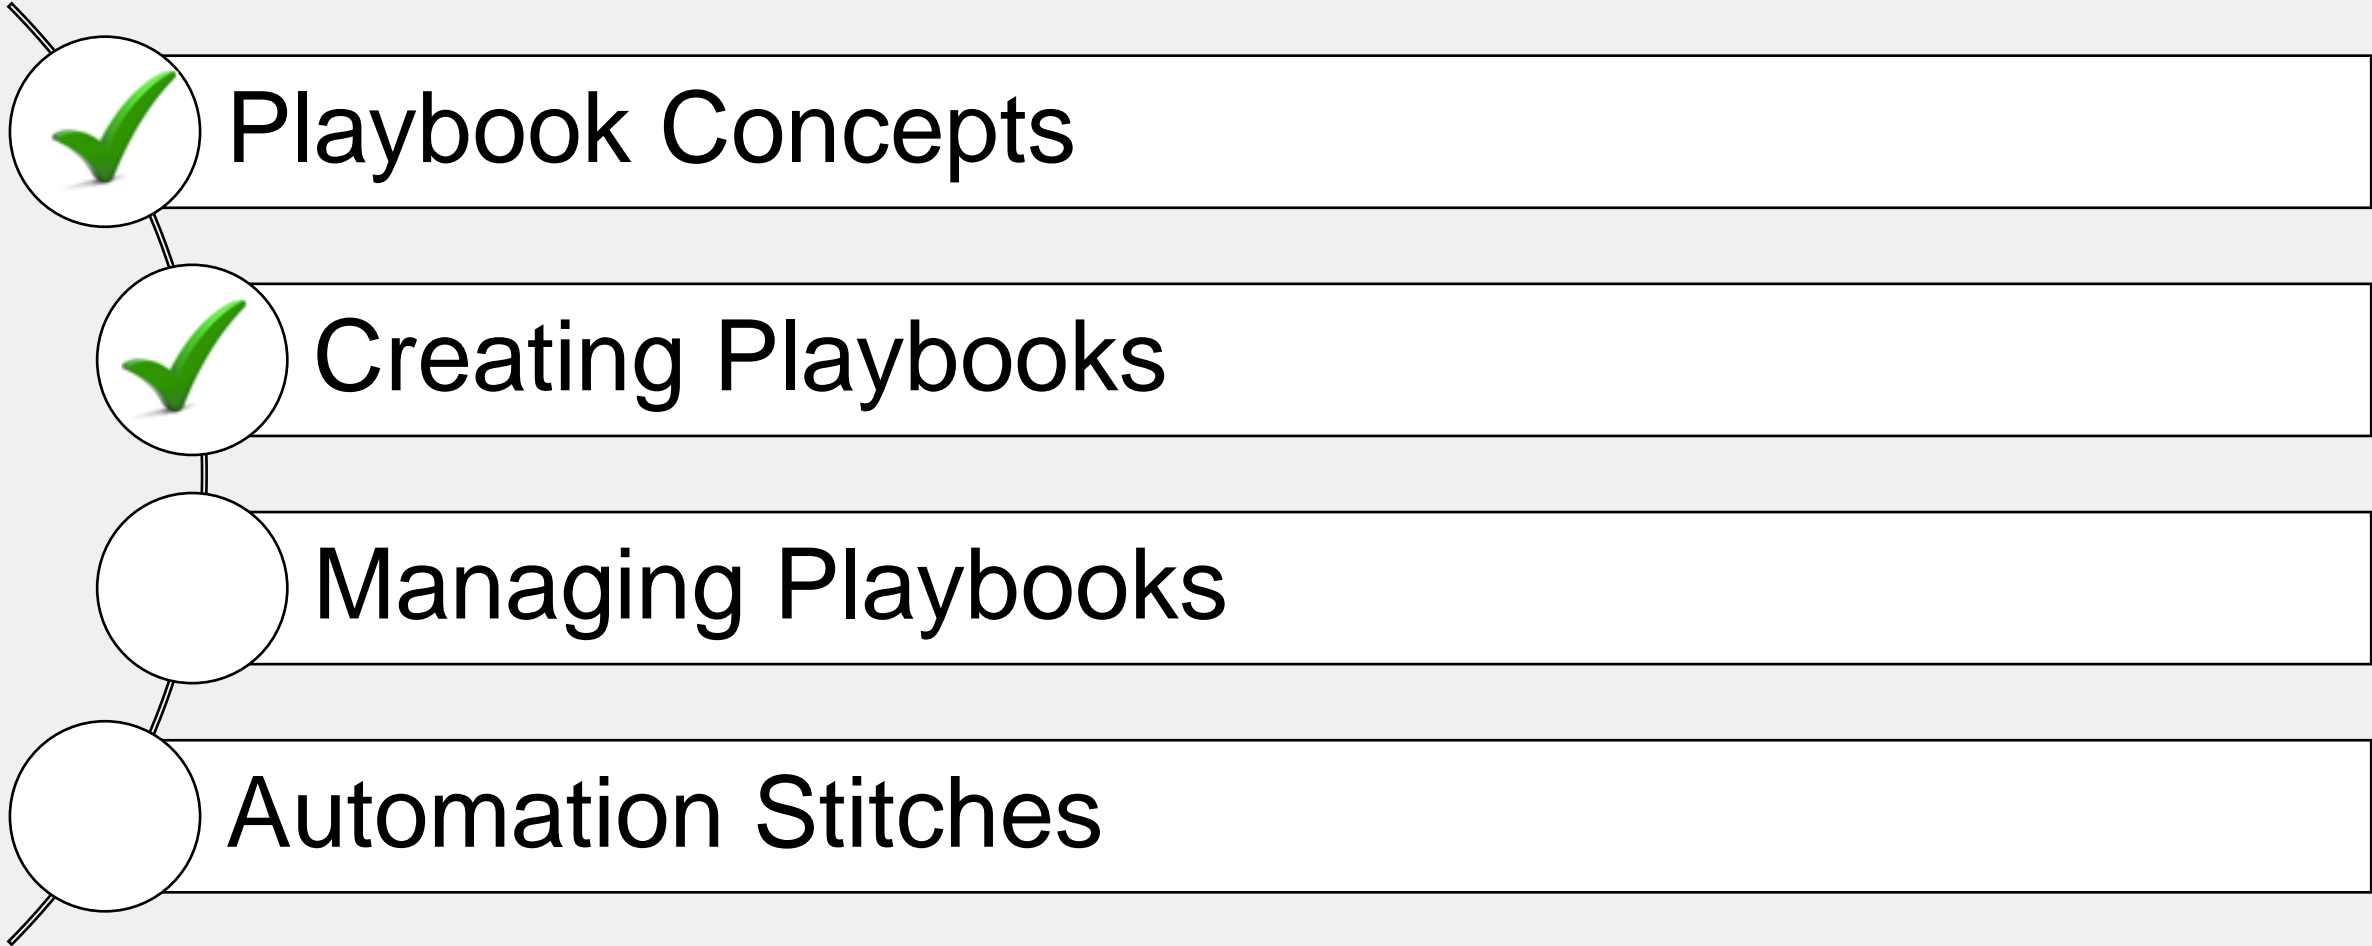 Playbook Concepts
Creating Playbooks
Managing Playbooks
Automation Stitches